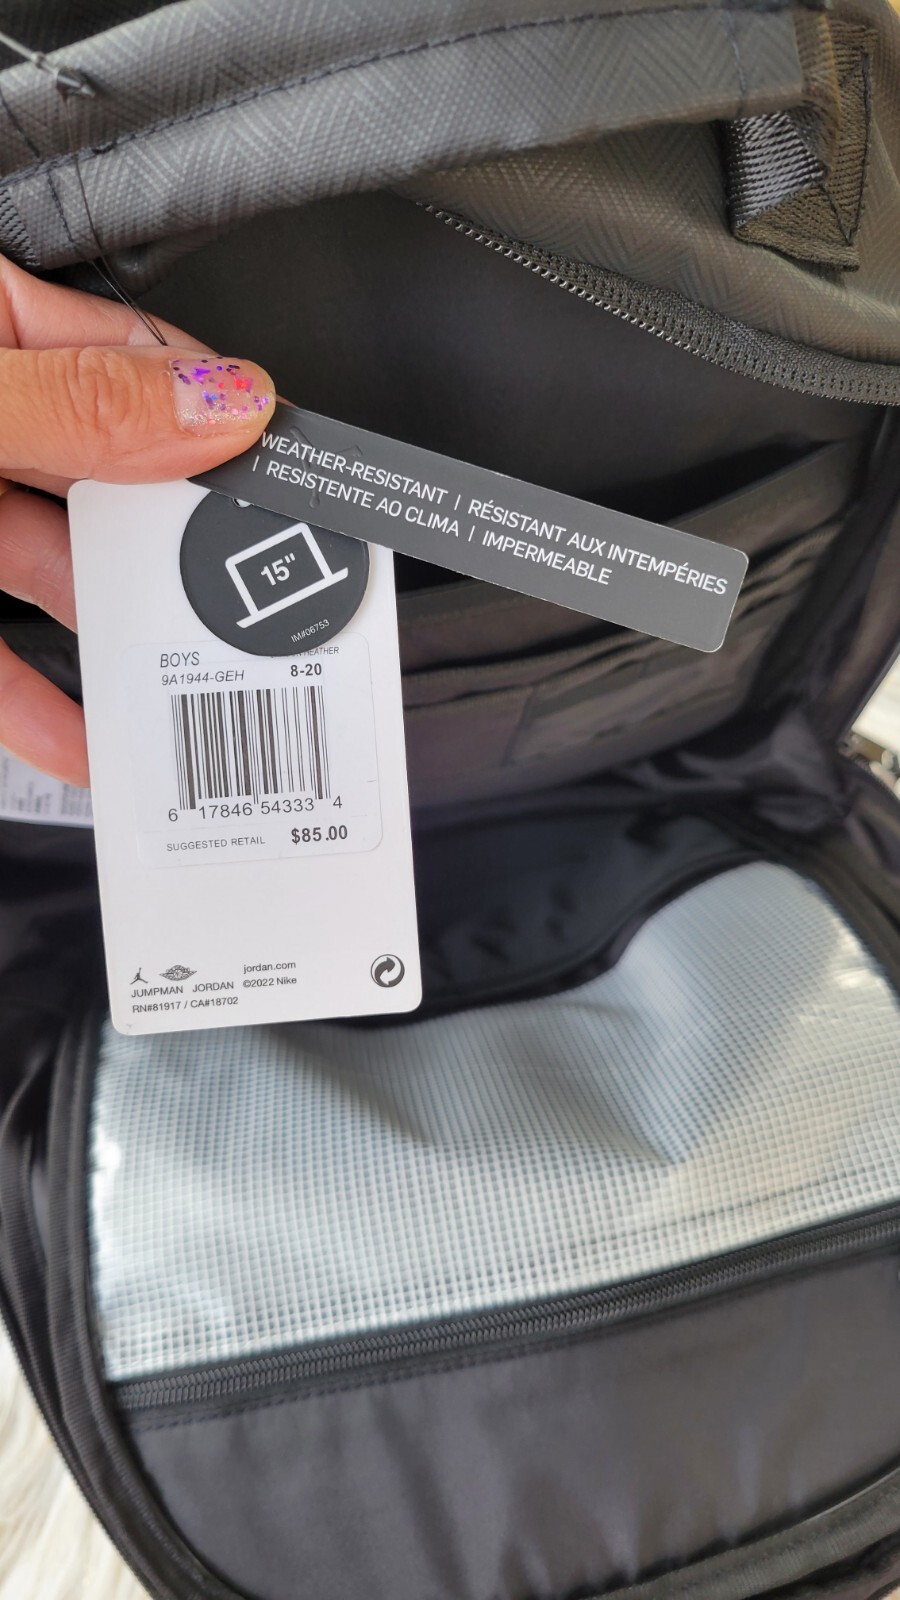 WEATHER-RESISTANT | RÉSISTANT AUX INTEMPÉRIES
| RESISTENTE AO CLIMA | IMPERMEABLE
15"
IM#06753
HEATHER
BOYS
8-20
9A1944-GEH
6 17846 54333 4
SUGGESTED RETAIL $85.00
jordan.com
JUMPMAN JORDAN ©2022 Nike
RN#81917 / CA#18702